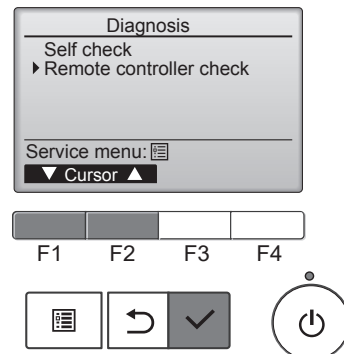 Diagnosis
Self check
Remote controller check
Service menu:
▼ Cursor ▲
F1 F2 F3 F4